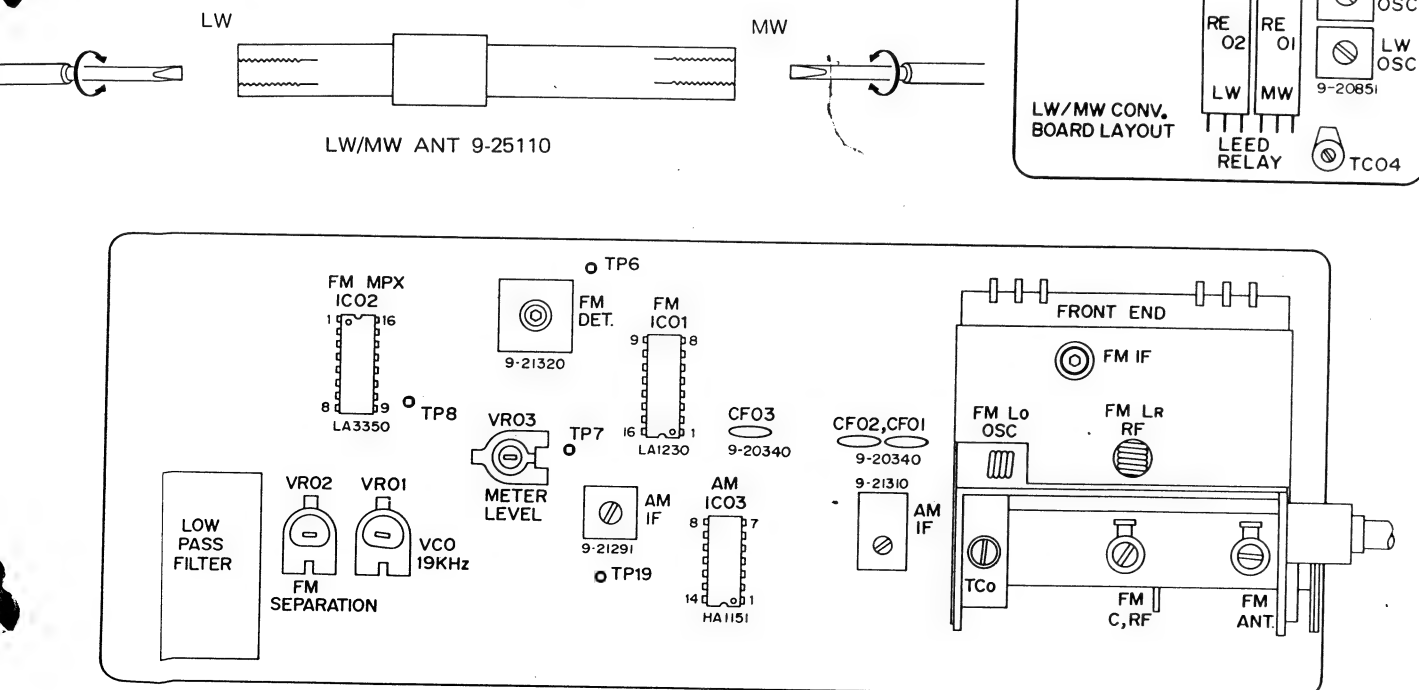 LW
MW
LW/MW ANT 9-25110
OSC
RE
02
RE
01
LW
OSC
9-20851
LW
MW
LW/MW CONV.
BOARD LAYOUT
LEED
RELAY
TC04
TP6
FM MPX
IC02
1
16
8
9
LA3350
TP8
FM
DET.
9-21320
FM
IC01
9
8
16
1
LA1230
FRONT END
FM IF
FM Lo
OSC
FM LR
RF
CF03
9-20340
CF02,CF01
9-20340
9-21310
AM
IF
VR03
TP7
METER
LEVEL
AM
IF
9-21291
TP19
AM
IC03
8
7
14
1
HA1151
LOW
PASS
FILTER
VR02
VR01
VCO
19KHz
FM
SEPARATION
TCo
FM
C,RF
FM
ANT.